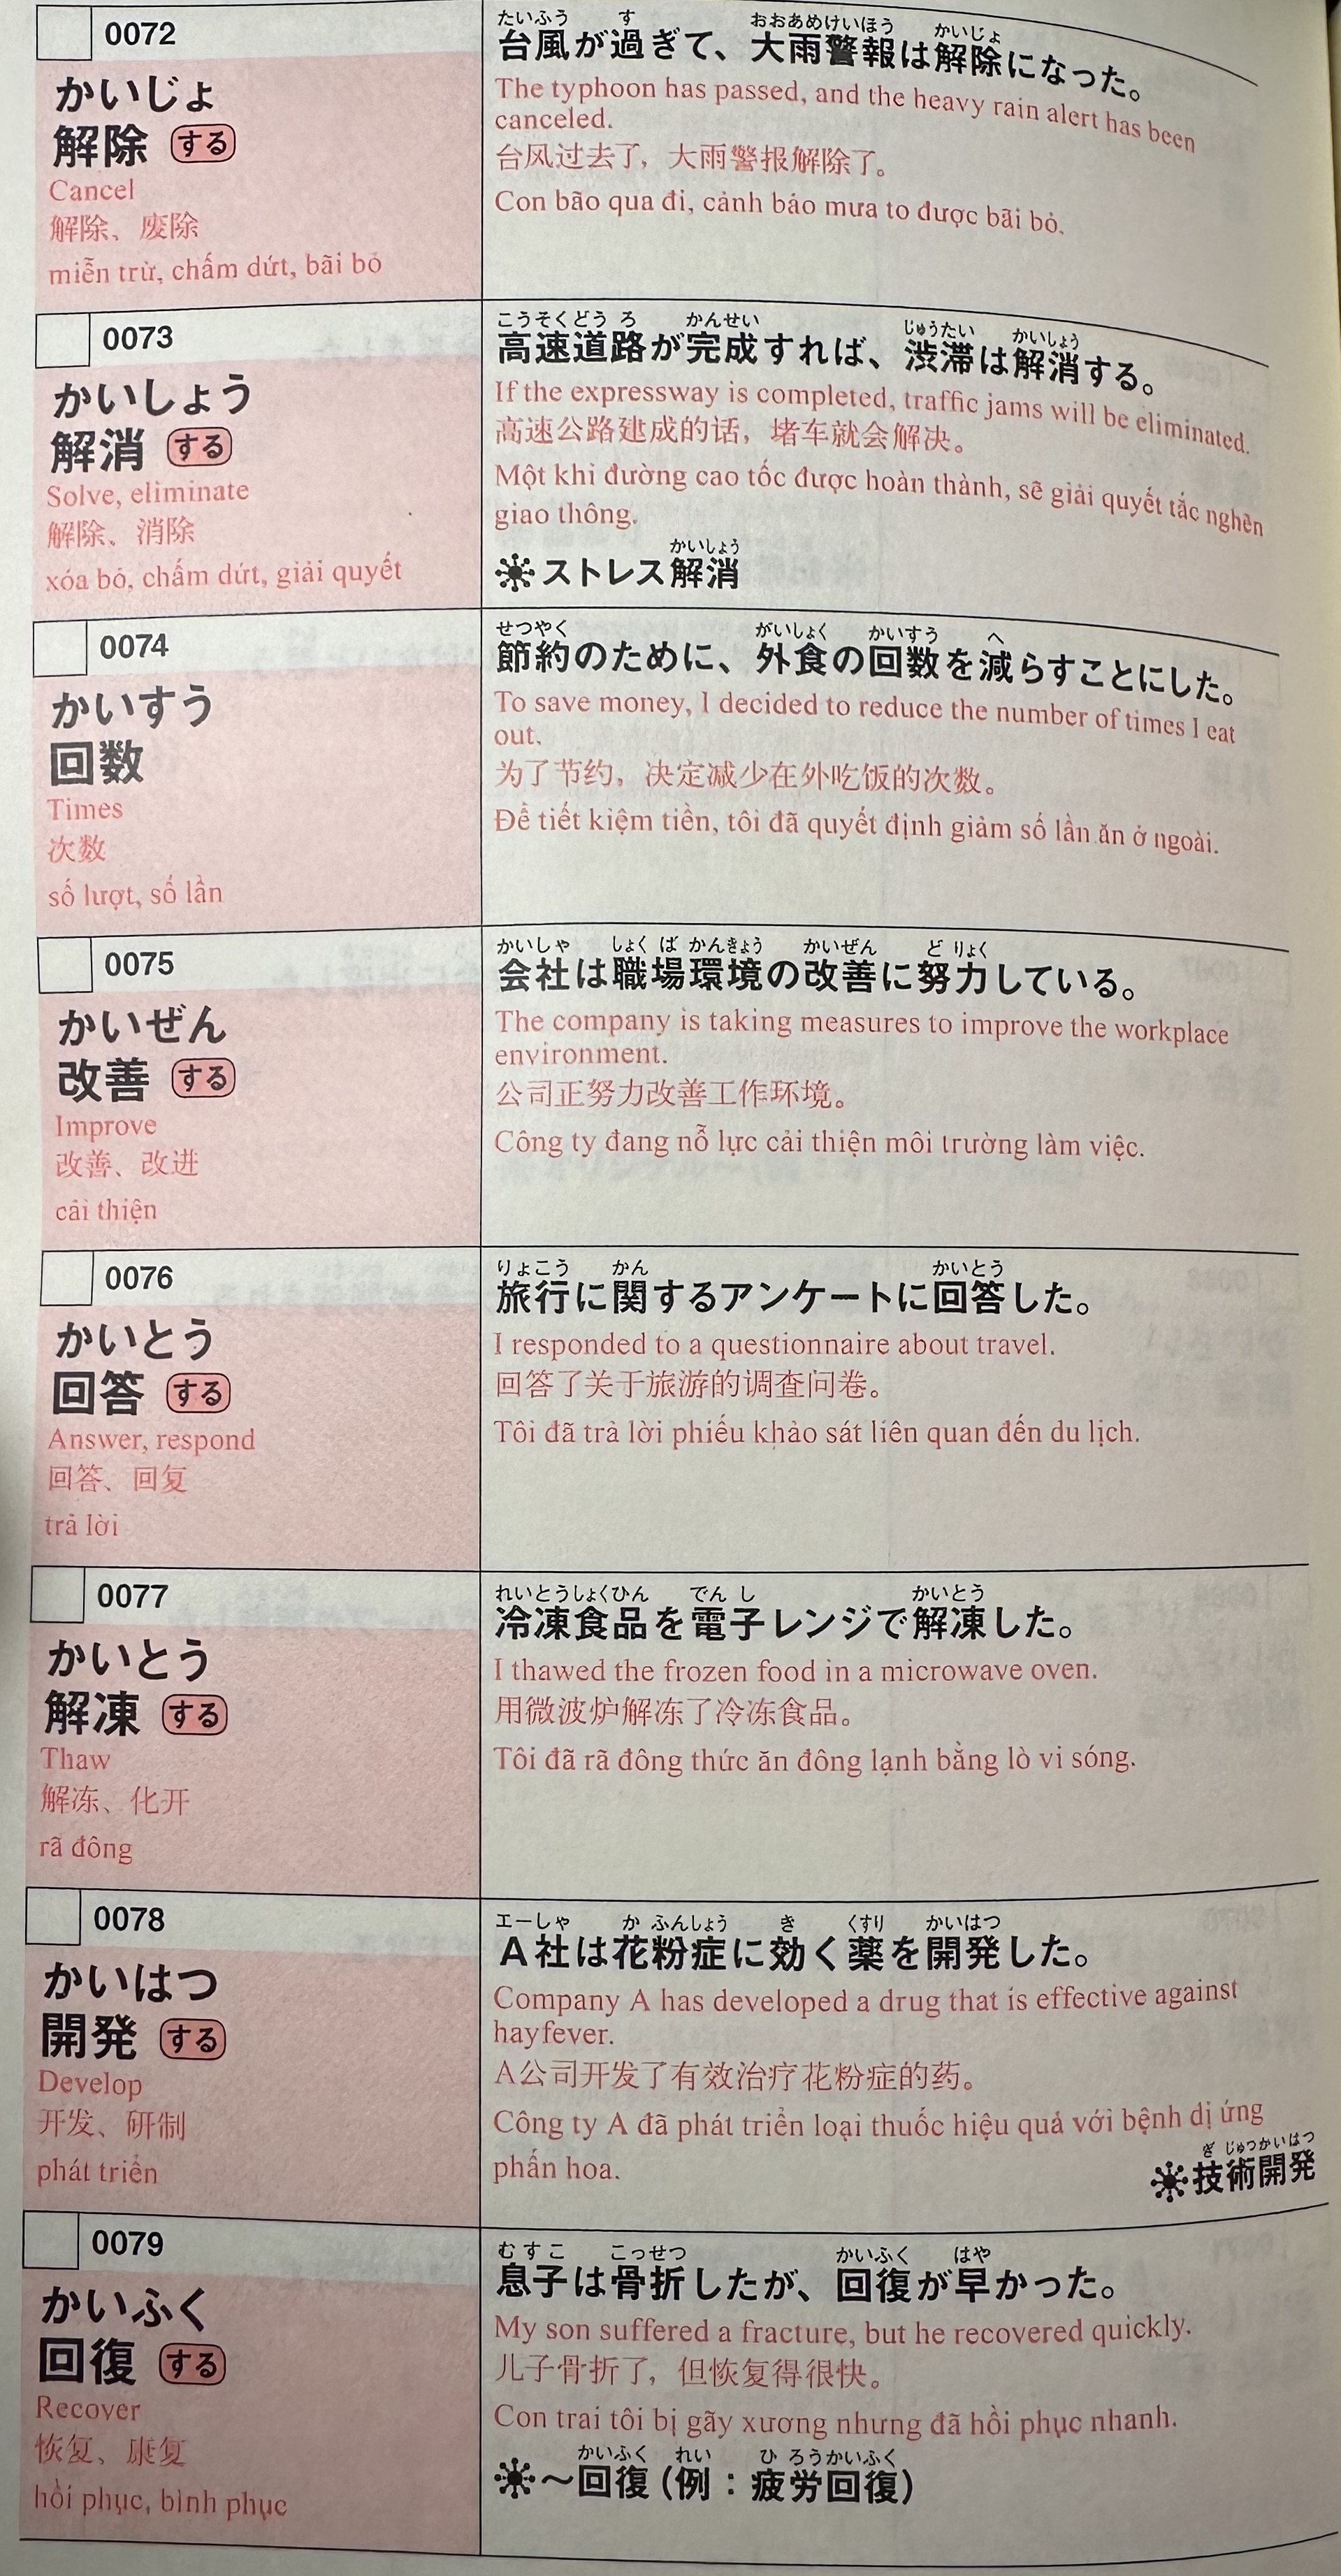 0072
かいじょ
解除 する
Cancel
解除、废除
miễn trừ, chấm dứt, bãi bỏ
たいふう す おおあめけいほう かいじょ
台風が過ぎて、大雨警報は解除になった。
The typhoon has passed, and the heavy rain alert has been
canceled.
台风过去了，大雨警报解除了。
Con bão qua đi, cảnh báo mưa to được bãi bỏ.
0073
かいしょう
解消 する
Solve, eliminate
解除、消除
xóa bỏ, chấm dứt, giải quyết
こうそくどう ろ かんせい じゅうたい かいしょう
高速道路が完成すれば、渋滞は解消する。
If the expressway is completed, traffic jams will be eliminated.
高速公路建成的话，堵车就会解决。
Một khi đường cao tốc được hoàn thành, sẽ giải quyết tắc nghẽn
giao thông.
かいしょう
ストレス解消
0074
かいすう
回数
Times
次数
số lượt, số lần
せつやく がいしょく かいすう へ
節約のために、外食の回数を減らすことにした。
To save money, I decided to reduce the number of times I eat
out.
为了节约，决定减少在外吃饭的次数。
Để tiết kiệm tiền, tôi đã quyết định giảm số lần ăn ở ngoài.
0075
かいぜん
改善 する
Improve
改善、改进
cải thiện
かいしゃ しょく ば かんきょう かいぜん ど りょく
会社は職場環境の改善に努力している。
The company is taking measures to improve the workplace
environment.
公司正努力改善工作环境。
Công ty đang nỗ lực cải thiện môi trường làm việc.
0076
かいとう
回答 する
Answer, respond
回答、回复
trả lời
りょこう かん かいとう
旅行に関するアンケートに回答した。
I responded to a questionnaire about travel.
回答了关于旅游的调查问卷。
Tôi đã trả lời phiếu khảo sát liên quan đến du lịch.
0077
かいとう
解凍 する
Thaw
解冻、化开
rã đông
れいとうしょくひん でん し かいとう
冷凍食品を電子レンジで解凍した。
I thawed the frozen food in a microwave oven.
用微波炉解冻了冷冻食品。
Tôi đã rã đông thức ăn đông lạnh bằng lò vi sóng.
0078
かいはつ
開発 する
Develop
开发、研制
phát triển
エーしゃ か ふんしょう き くすり かいはつ
A社は花粉症に効く薬を開発した。
Company A has developed a drug that is effective against
hayfever.
A公司开发了有效治疗花粉症的药。
Công ty A đã phát triển loại thuốc hiệu quả với bệnh dị ứng
phấn hoa.
ぎ じゅつかいはつ
技術開発
0079
かいふく
回復 する
Recover
恢复、康复
hồi phục, bình phục
むすこ こっせつ かいふく はや
息子は骨折したが、回復が早かった。
My son suffered a fracture, but he recovered quickly.
儿子骨折了，但恢复得很快。
Con trai tôi bị gãy xương nhưng đã hồi phục nhanh.
かいふく れい ひ ろうかいふく
～回復（例：疲労回復）